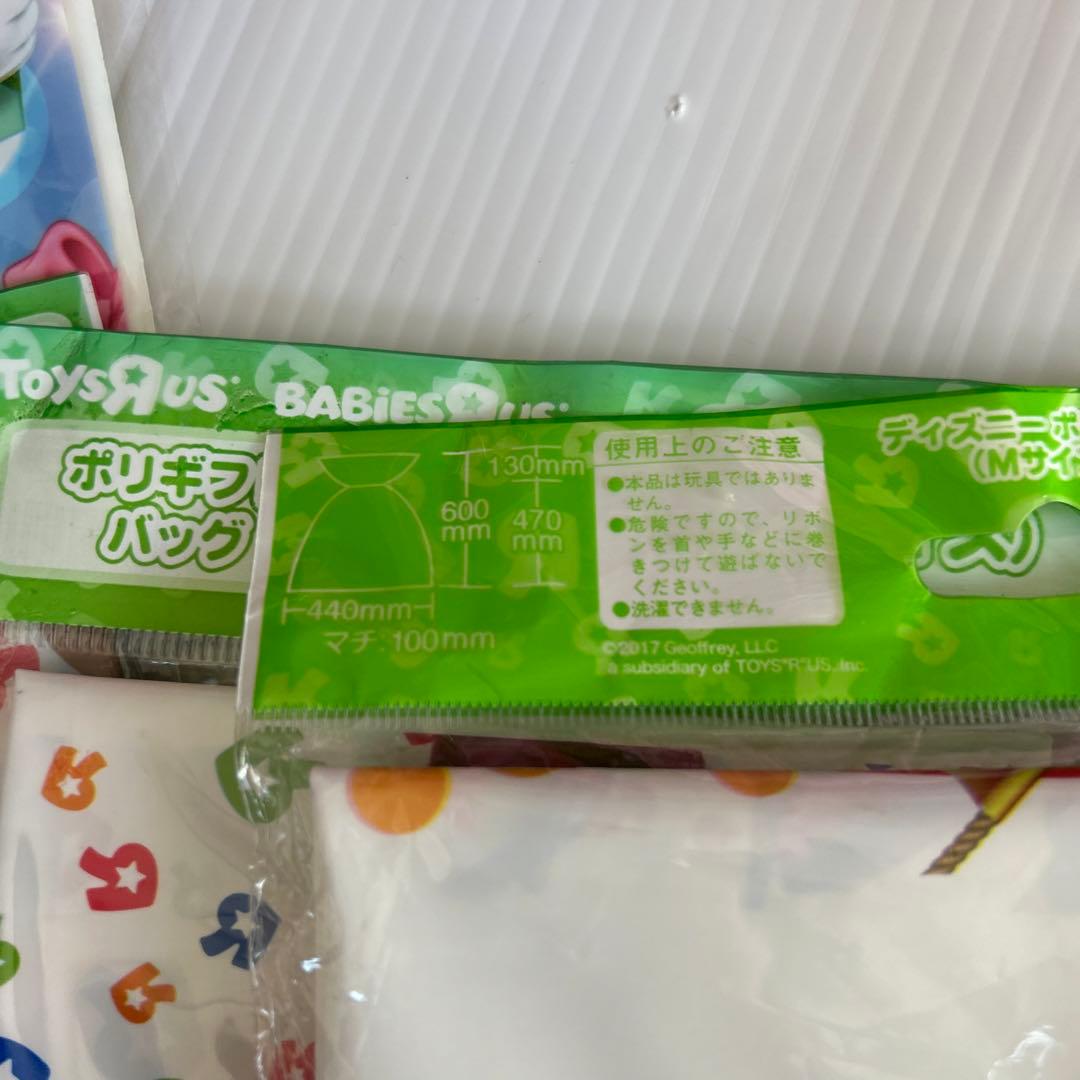 TOYSЯUS
BABiESЯUS
ポリギフ
バッグ
130mm
600
mm
470
mm
440mm
マチ:100mm
使用上のご注意
●本品は玩具ではありま
せん。
●危険ですので、リボ
ンを首や手などに巻
きつけて遊ばないで
ください。
●洗濯できません。
©2017 Geoffrey, LLC
a subsidiary of TOYS"R"US, Inc.
ディズニーポ
(Mサイ